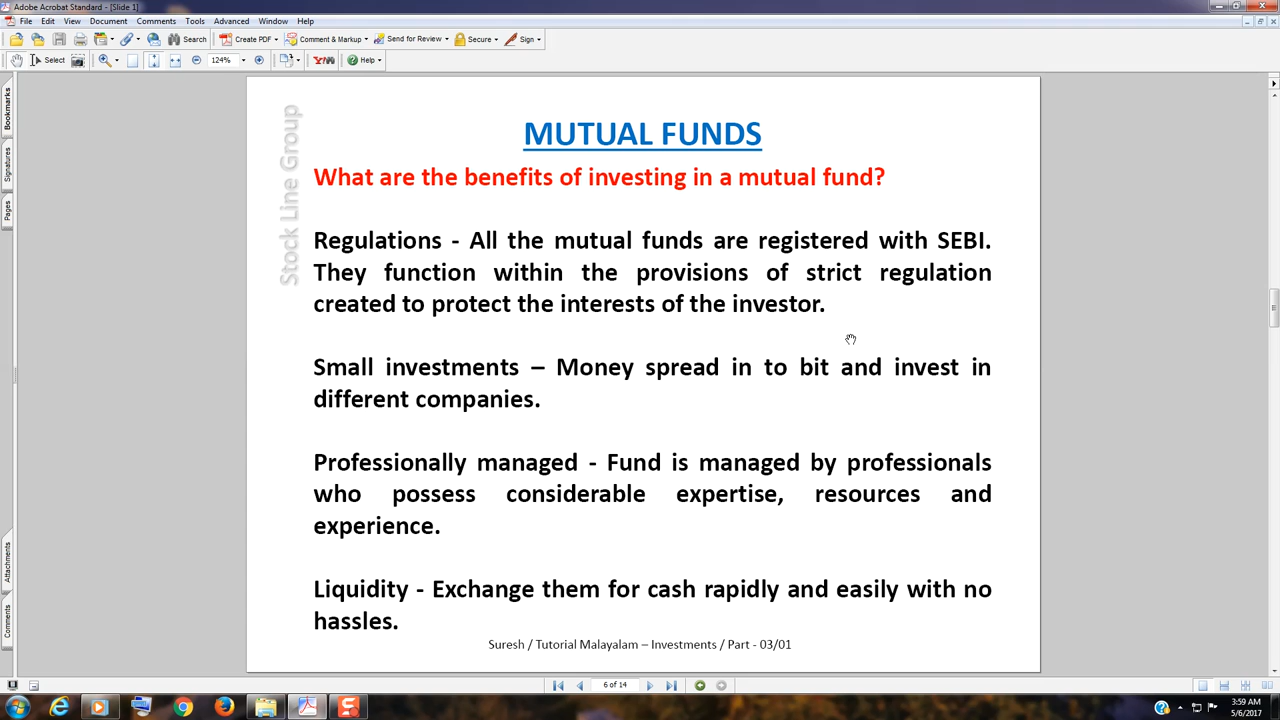 Adobe Acrobat Standard - [Slide 1]
File Edit View Document Comments Tools Advanced Window Help
Search Create PDF Comment & Markup Send for Review Secure Sign
Select 124% Y! Help
Bookmarks
Signatures
Pages
Attachments
Comments
Stock Line Group
MUTUAL FUNDS
What are the benefits of investing in a mutual fund?
Regulations - All the mutual funds are registered with SEBI.
They function within the provisions of strict regulation
created to protect the interests of the investor.
Small investments – Money spread in to bit and invest in
different companies.
Professionally managed - Fund is managed by professionals
who possess considerable expertise, resources and
experience.
Liquidity - Exchange them for cash rapidly and easily with no
hassles.
Suresh / Tutorial Malayalam – Investments / Part - 03/01
6 of 14
3:59 AM
5/6/2017